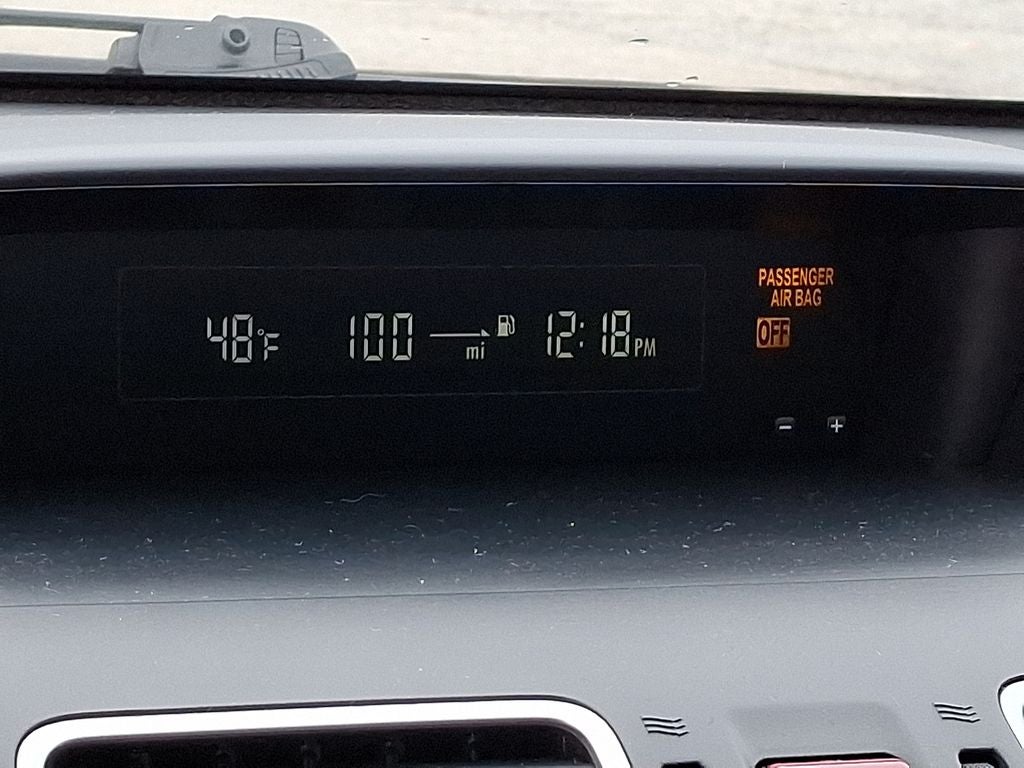 48°F 100 mi 12:18 PM
PASSENGER
AIR BAG
OFF
- +